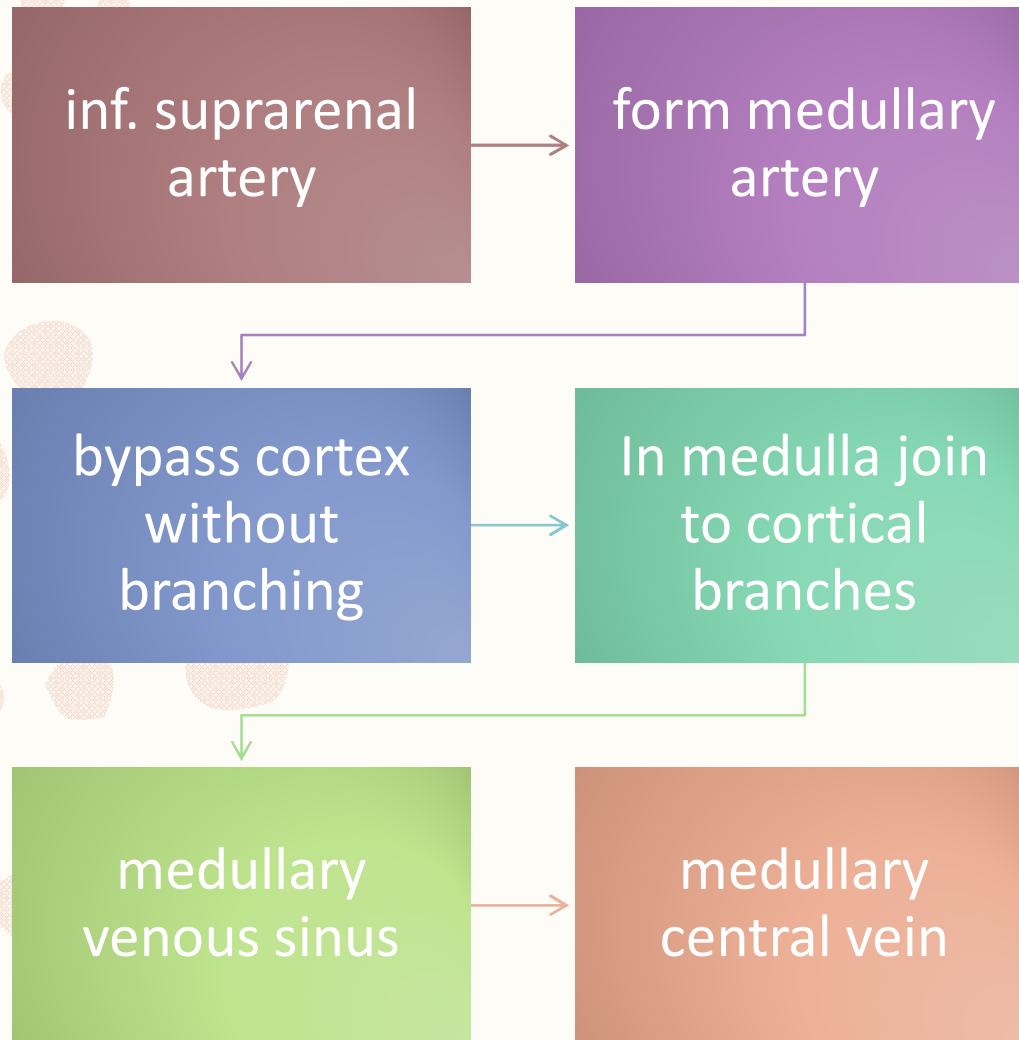 inf. suprarenal
artery
form medullary
artery
bypass cortex
without
branching
In medulla join
to cortical
branches
medullary
venous sinus
medullary
central vein